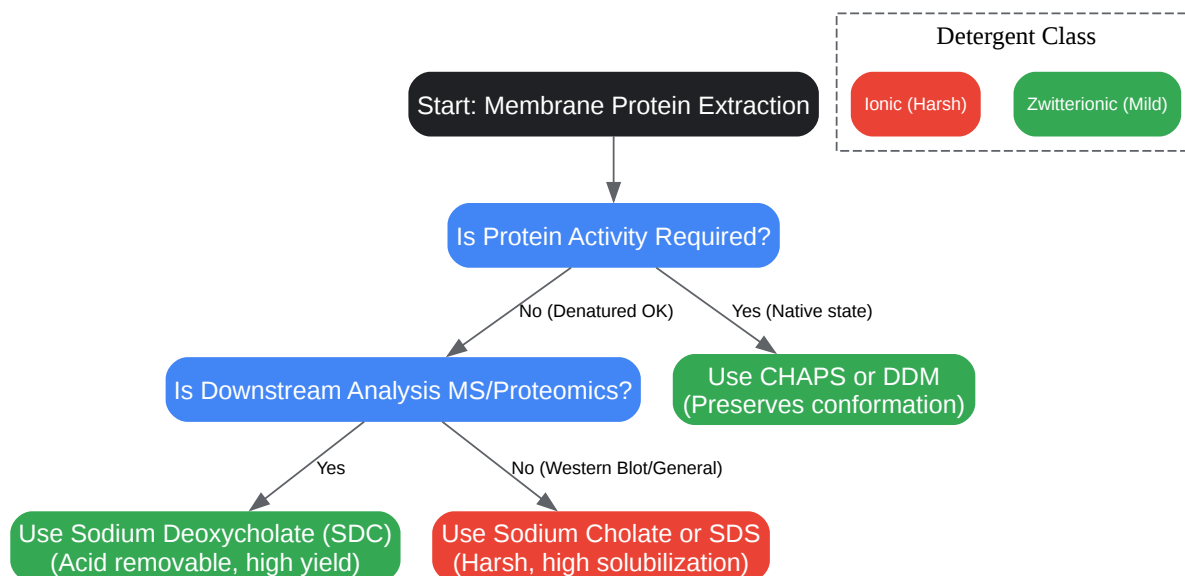 Detergent Class
Ionic (Harsh)
Zwitterionic (Mild)
Start: Membrane Protein Extraction
Is Protein Activity Required?
No (Denatured OK)
Yes (Native state)
Is Downstream Analysis MS/Proteomics?
Use CHAPS or DDM
(Preserves conformation)
Yes
No (Western Blot/General)
Use Sodium Deoxycholate (SDC)
(Acid removable, high yield)
Use Sodium Cholate or SDS
(Harsh, high solubilization)